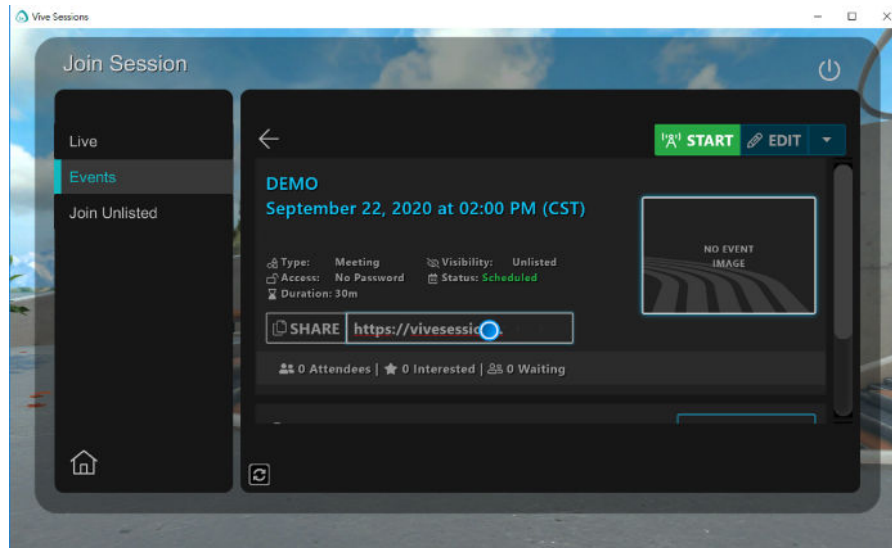 Vive Sessions
Join Session
Live
Events
Join Unlisted
START EDIT
DEMO
September 22, 2020 at 02:00 PM (CST)
Type: Meeting Visibility: Unlisted
Access: No Password Status: Scheduled
Duration: 30m
NO EVENT
IMAGE
SHARE https://vivesessio
0 Attendees | 0 Interested | 0 Waiting